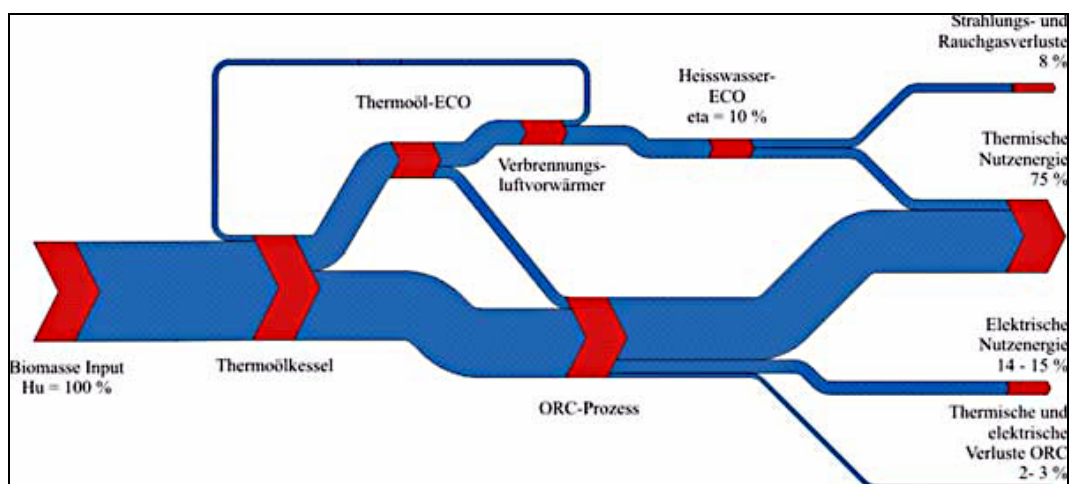 Strahlungs- und
Rauchgasverluste
8 %
Heisswasser-
ECO
eta = 10 %
Thermoöl-ECO
Thermische
Nutzenergie
75 %
Verbrennungs-
luftvorwärmer
Biomasse Input
Hu = 100 %
Thermoölkessel
ORC-Prozess
Elektrische
Nutzenergie
14 - 15 %
Thermische und
elektrische
Verluste ORC
2- 3 %